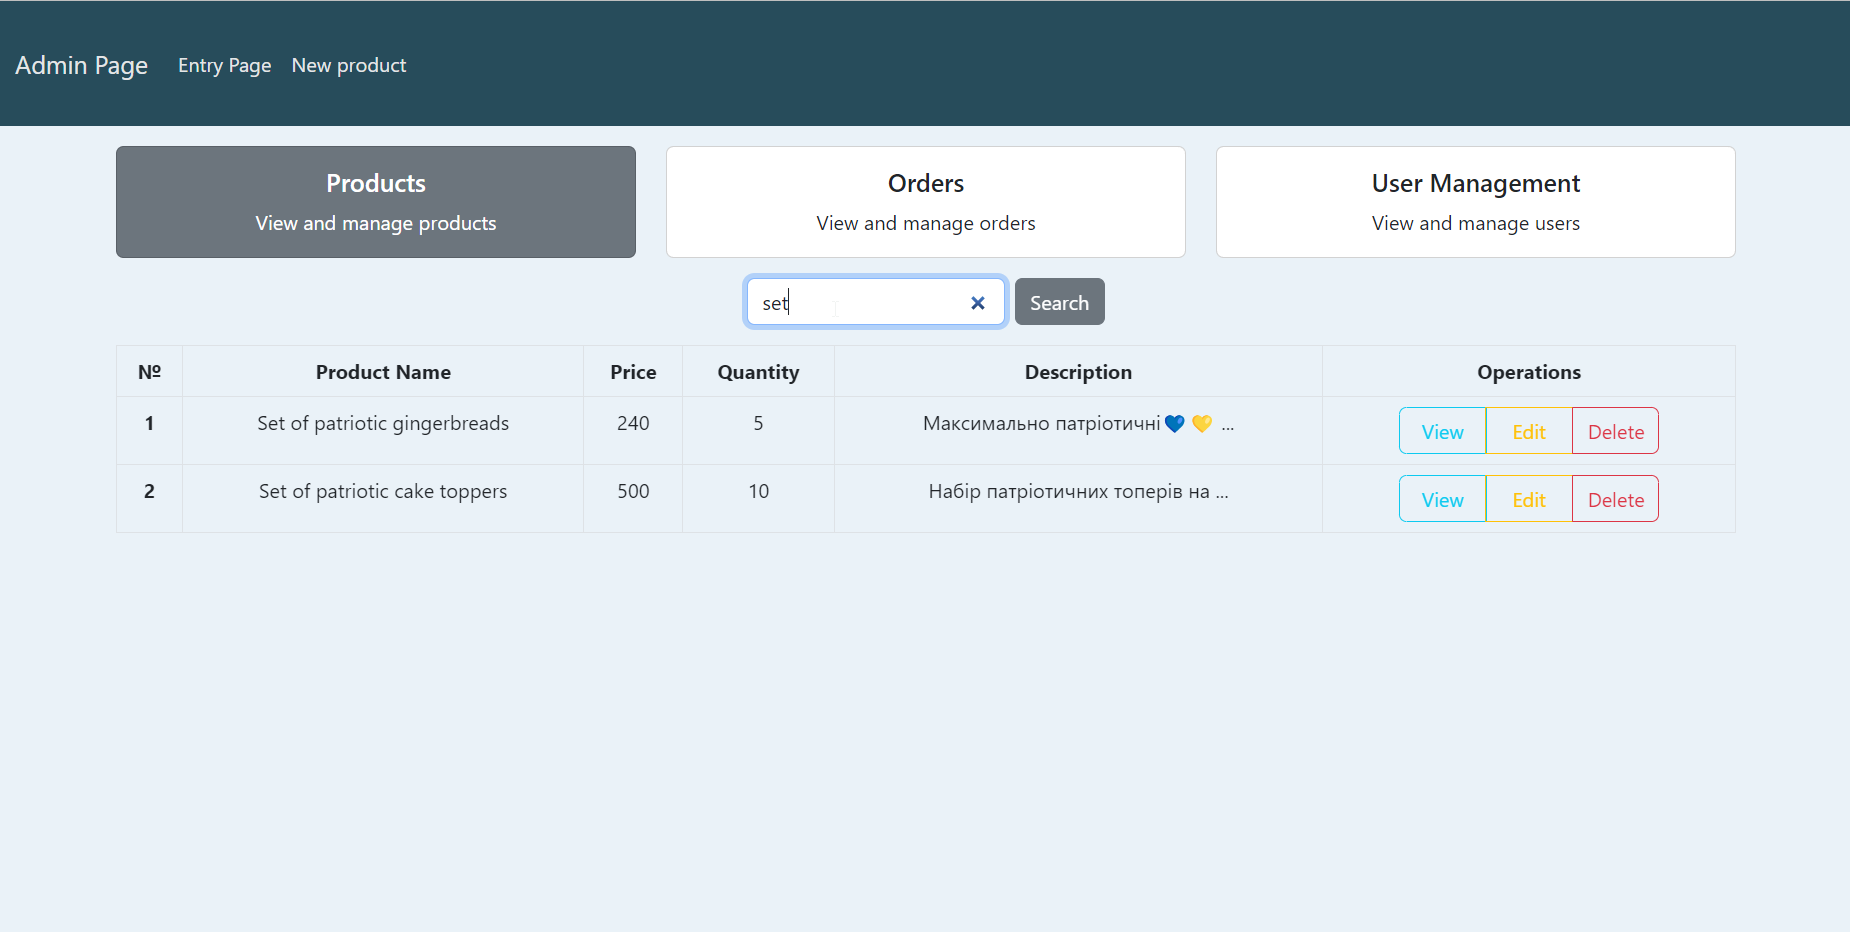 Admin Page Entry Page New product
Products
View and manage products
Orders
View and manage orders
User Management
View and manage users
set Search
№ Product Name Price Quantity Description Operations
1 Set of patriotic gingerbreads 240 5 Максимально патріотичні💙 💛 ... View Edit Delete
2 Set of patriotic cake toppers 500 10 Набір патріотичних топерів на ... View Edit Delete